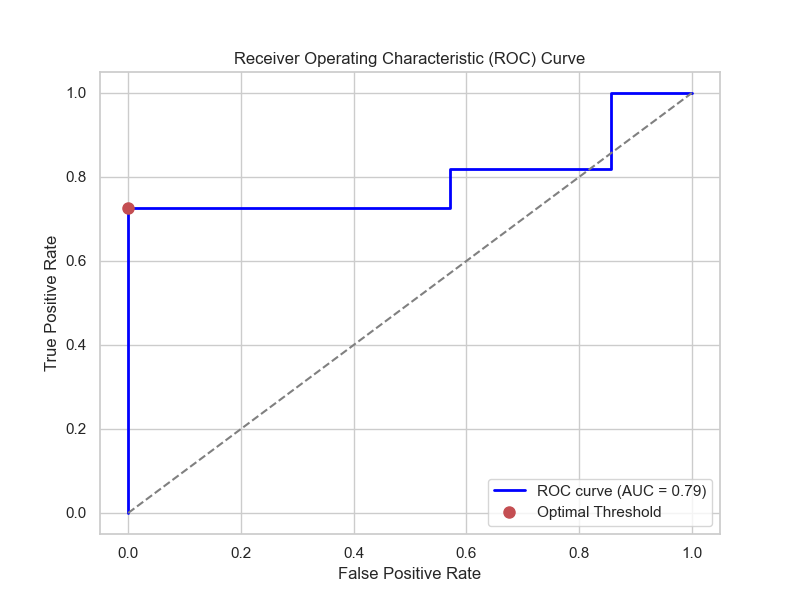 Receiver Operating Characteristic (ROC) Curve
1.0
0.8
0.6
0.4
0.2
0.0
True Positive Rate
ROC curve (AUC = 0.79)
Optimal Threshold
0.0 0.2 0.4 0.6 0.8 1.0
False Positive Rate